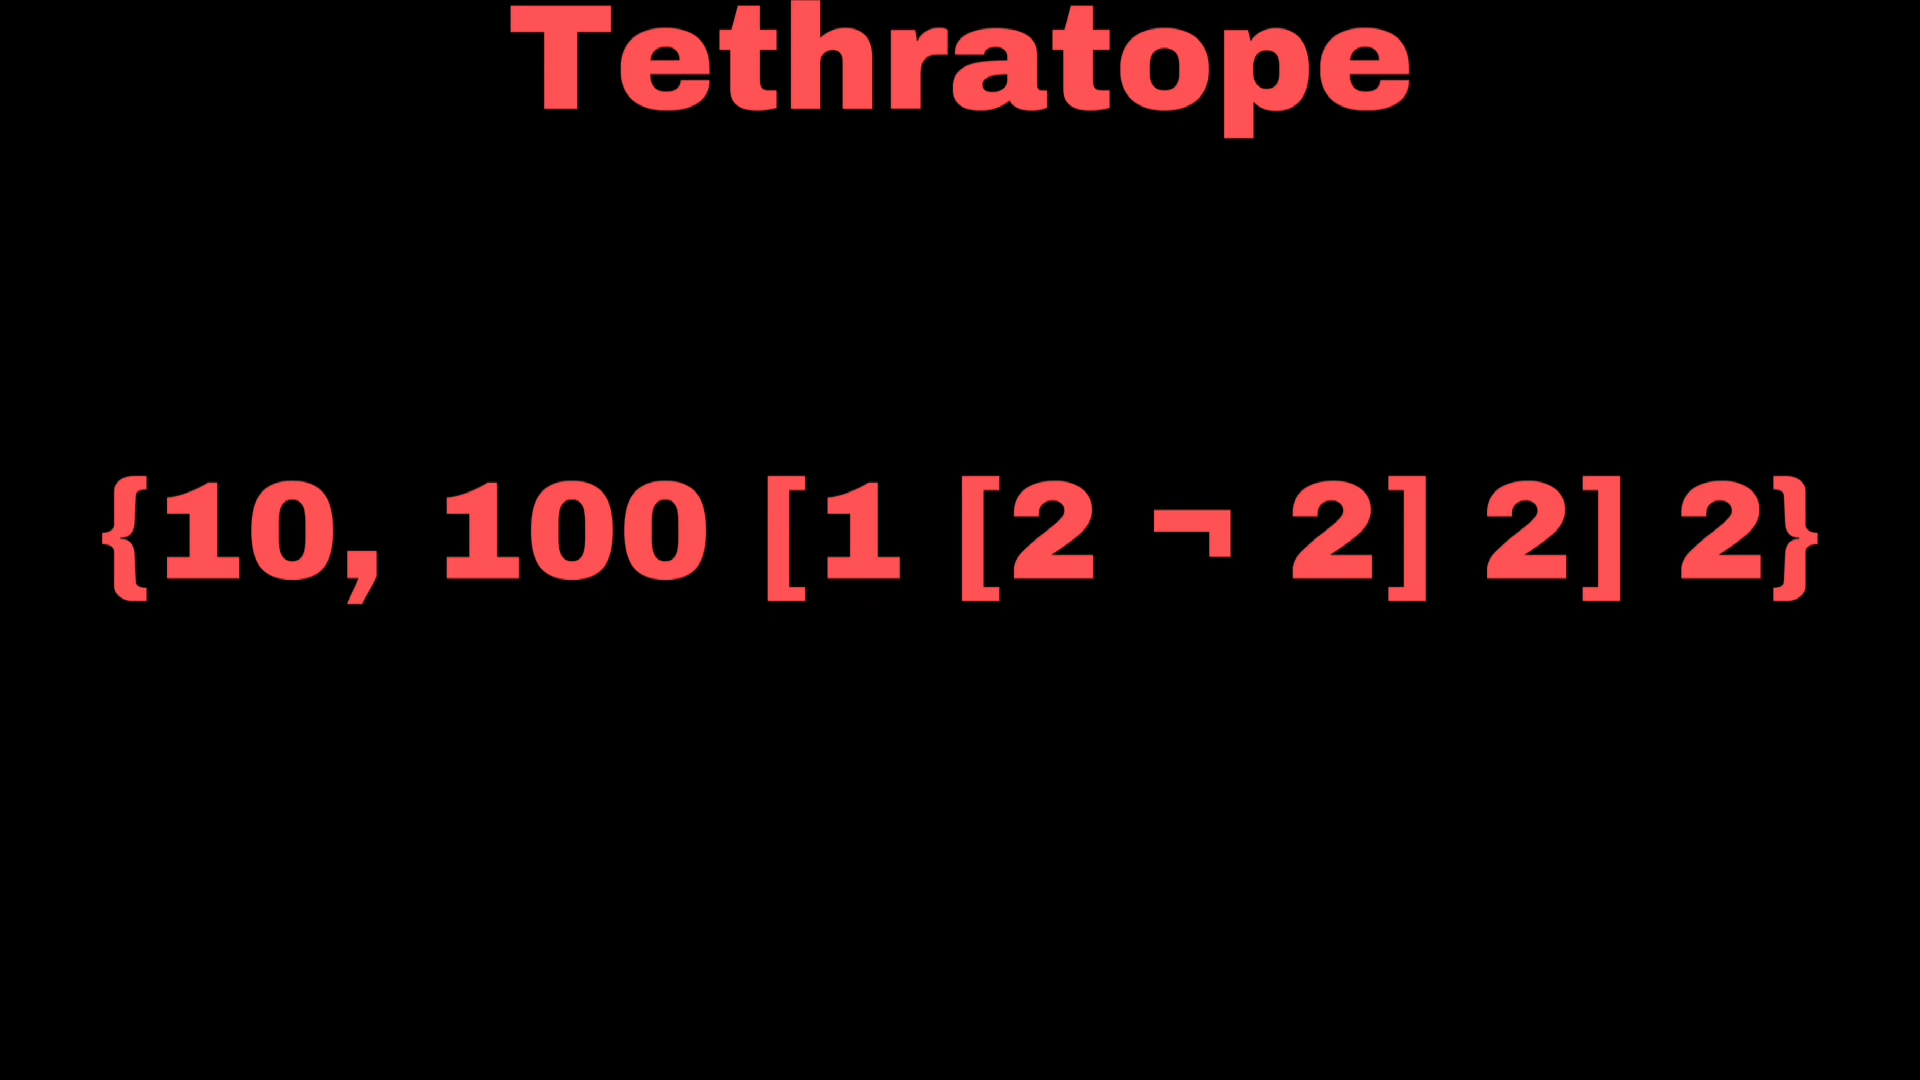 Tethratope
{10, 100 [1 [2 ¬ 2] 2] 2}